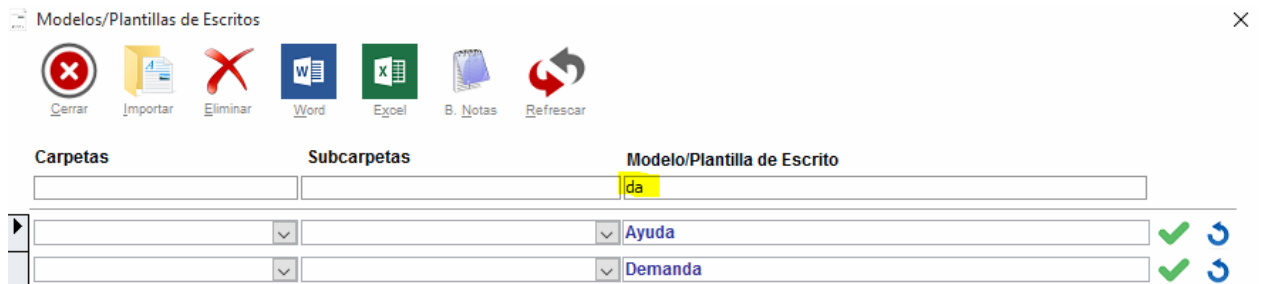 Modelos/Plantillas de Escritos
Cerrar Importar Eliminar Word Excel B. Notas Refrescar
Carpetas Subcarpetas Modelo/Plantilla de Escrito
da
Ayuda
Demanda